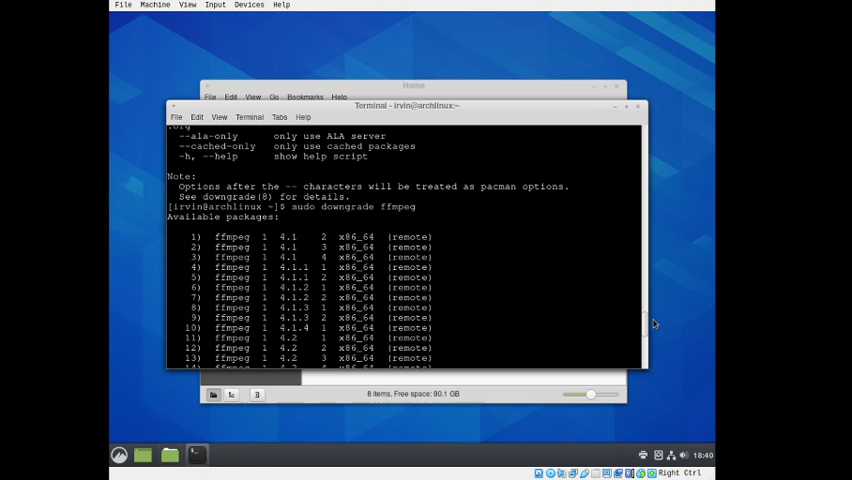 File Machine View Input Devices Help
Home
File Edit View Go Bookmarks Help
Terminal - irvin@archlinux:~
File Edit View Terminal Tabs Help
.org
--ala-only only use ALA server
--cached-only only use cached packages
-h, --help show help script
Note:
Options after the -- characters will be treated as pacman options.
See downgrade(8) for details.
[irvin@archlinux ~]$ sudo downgrade ffmpeg
Available packages:
1) ffmpeg 1 4.1 2 x86_64 (remote)
2) ffmpeg 1 4.1 3 x86_64 (remote)
3) ffmpeg 1 4.1 4 x86_64 (remote)
4) ffmpeg 1 4.1.1 1 x86_64 (remote)
5) ffmpeg 1 4.1.1 2 x86_64 (remote)
6) ffmpeg 1 4.1.2 1 x86_64 (remote)
7) ffmpeg 1 4.1.2 2 x86_64 (remote)
8) ffmpeg 1 4.1.3 1 x86_64 (remote)
9) ffmpeg 1 4.1.3 2 x86_64 (remote)
10) ffmpeg 1 4.1.4 1 x86_64 (remote)
11) ffmpeg 1 4.2 1 x86_64 (remote)
12) ffmpeg 1 4.2 2 x86_64 (remote)
13) ffmpeg 1 4.2 3 x86_64 (remote)
8 items, Free space: 80.1 GB
18:40
Right Ctrl